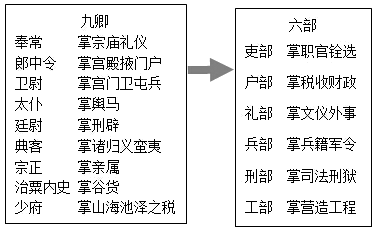 九卿
奉常 掌宗庙礼仪
郎中令 掌宫殿掖门户
卫尉 掌宫门卫屯兵
太仆 掌舆马
廷尉 掌刑辟
典客 掌诸归义蛮夷
宗正 掌亲属
治粟内史 掌谷货
少府 掌山海池泽之税
六部
吏部 掌职官铨选
户部 掌税收财政
礼部 掌文仪外事
兵部 掌兵籍军令
刑部 掌司法刑狱
工部 掌营造工程